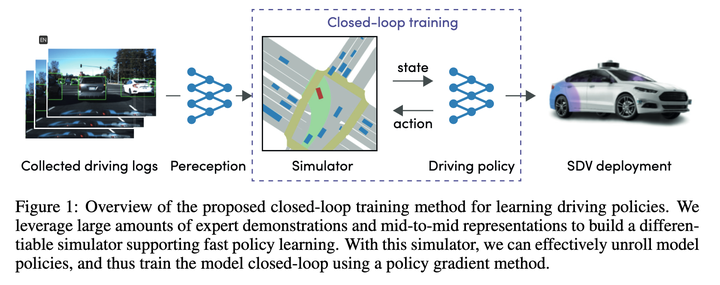 Closed-loop training
EN
state
action
Collected driving logs
Pereception
Simulator
Driving policy
SDV deployment
Figure 1: Overview of the proposed closed-loop training method for learning driving policies. We
leverage large amounts of expert demonstrations and mid-to-mid representations to build a differen-
tiable simulator supporting fast policy learning. With this simulator, we can effectively unroll model
policies, and thus train the model closed-loop using a policy gradient method.